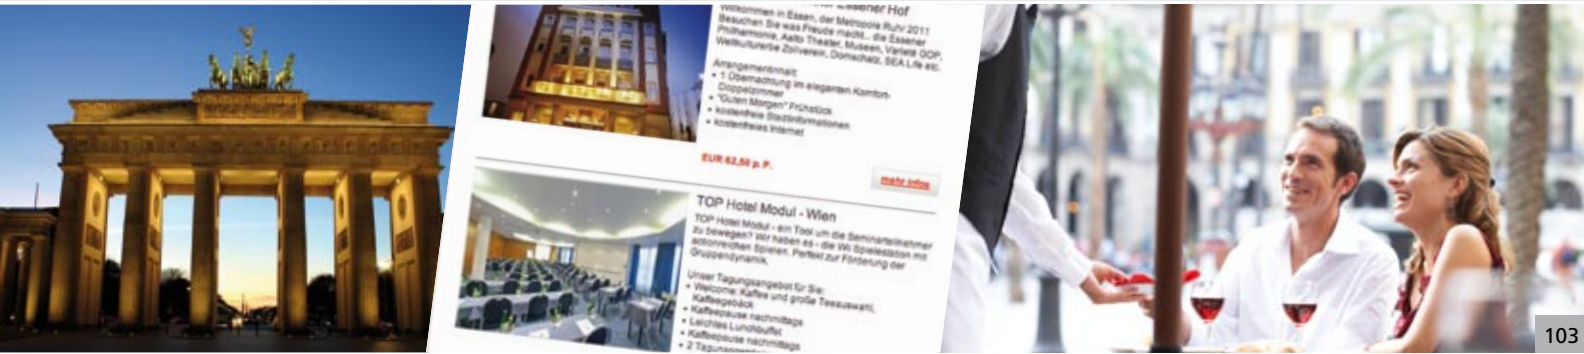 Essener Hof
Willkommen in Essen, der Metropole Ruhr 2011
Besuchen Sie was Freude macht... die Essener
Philharmonie, Aalto Theater, Museen, Varieté GOP,
Weltkulturerbe Zollverein, Domschatz, SEA Life etc.
Arrangementinhalt:
• 1 Übernachtung im eleganten Komfort-
Doppelzimmer
• "Guten Morgen" Frühstück
• kostenfreie Stadtinformationen
• kostenfreies Internet
EUR 62,50 p. P.
mehr Infos
TOP Hotel Modul - Wien
TOP Hotel Modul - ein Tool um die Seminarteilnehmer
zu bewegen? Wir haben es - die Wii Spielestation mit
actionreichen Spielen. Perfekt zur Förderung der
Gruppendynamik.
Unser Tagungsangebot für Sie:
• Welcome: Kaffee und große Teeauswahl,
Kaffeegebäck
• Kaffeepause nachmittags
• Leichtes Lunchbuffet
• Kaffeepause nachmittags
• 2
103